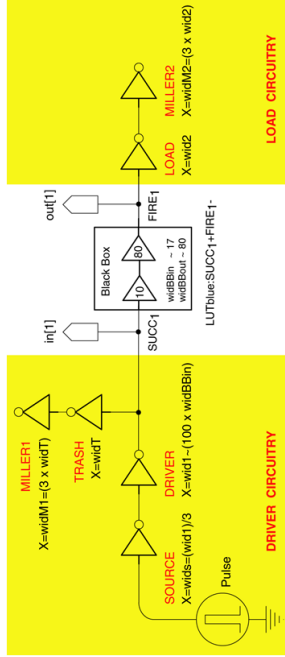 MILLER1
X=widM1=(3 x widT)
TRASH
X=widT
SOURCE
X=wids=(wid1)/3
DRIVER
X=wid1~(100 x widBBin)
Pulse
DRIVER CIRCUITRY
in[1]
SUCC1
Black Box
10
80
widBBin ~ 17
widBBout ~ 80
LUTblue:SUCC1+FIRE1-
out[1]
FIRE1
LOAD
X=wid2
MILLER2
X=widM2=(3 x wid2)
LOAD CIRCUITRY